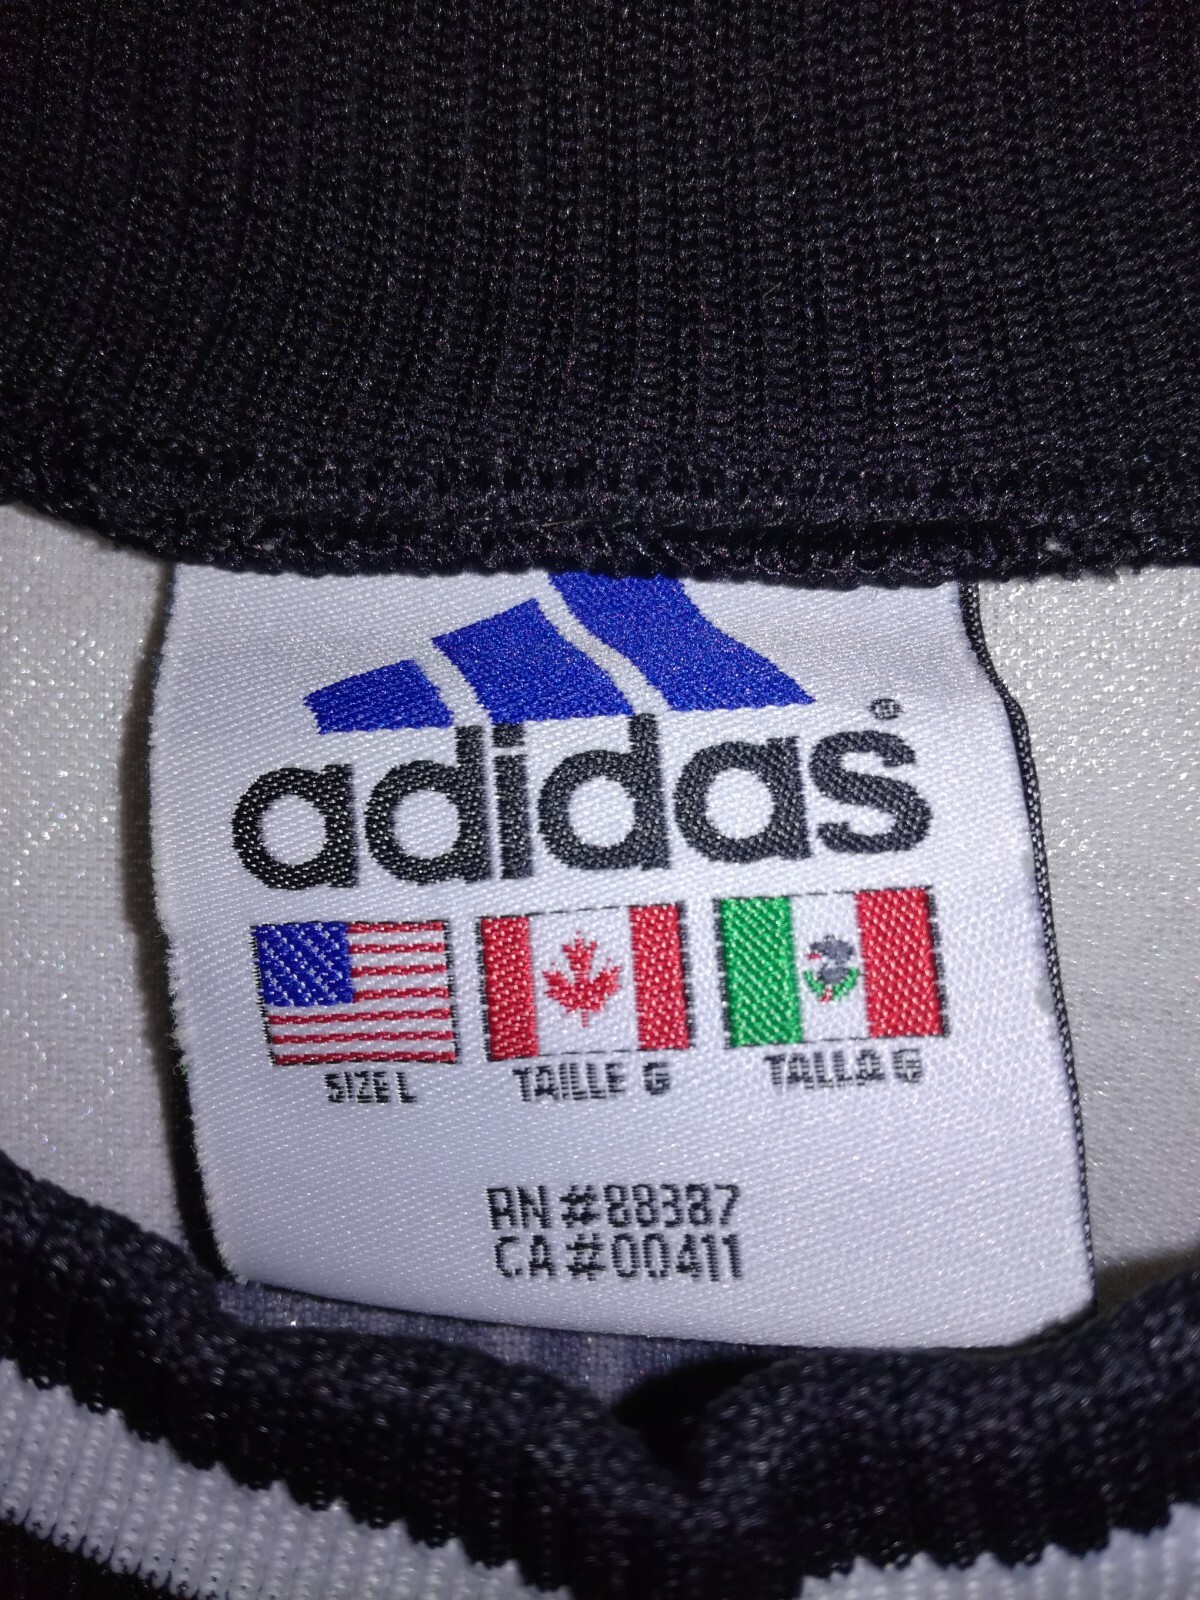 adidas®
SIZE L TAILLE G TALLA G
RN #88387
CA #00411